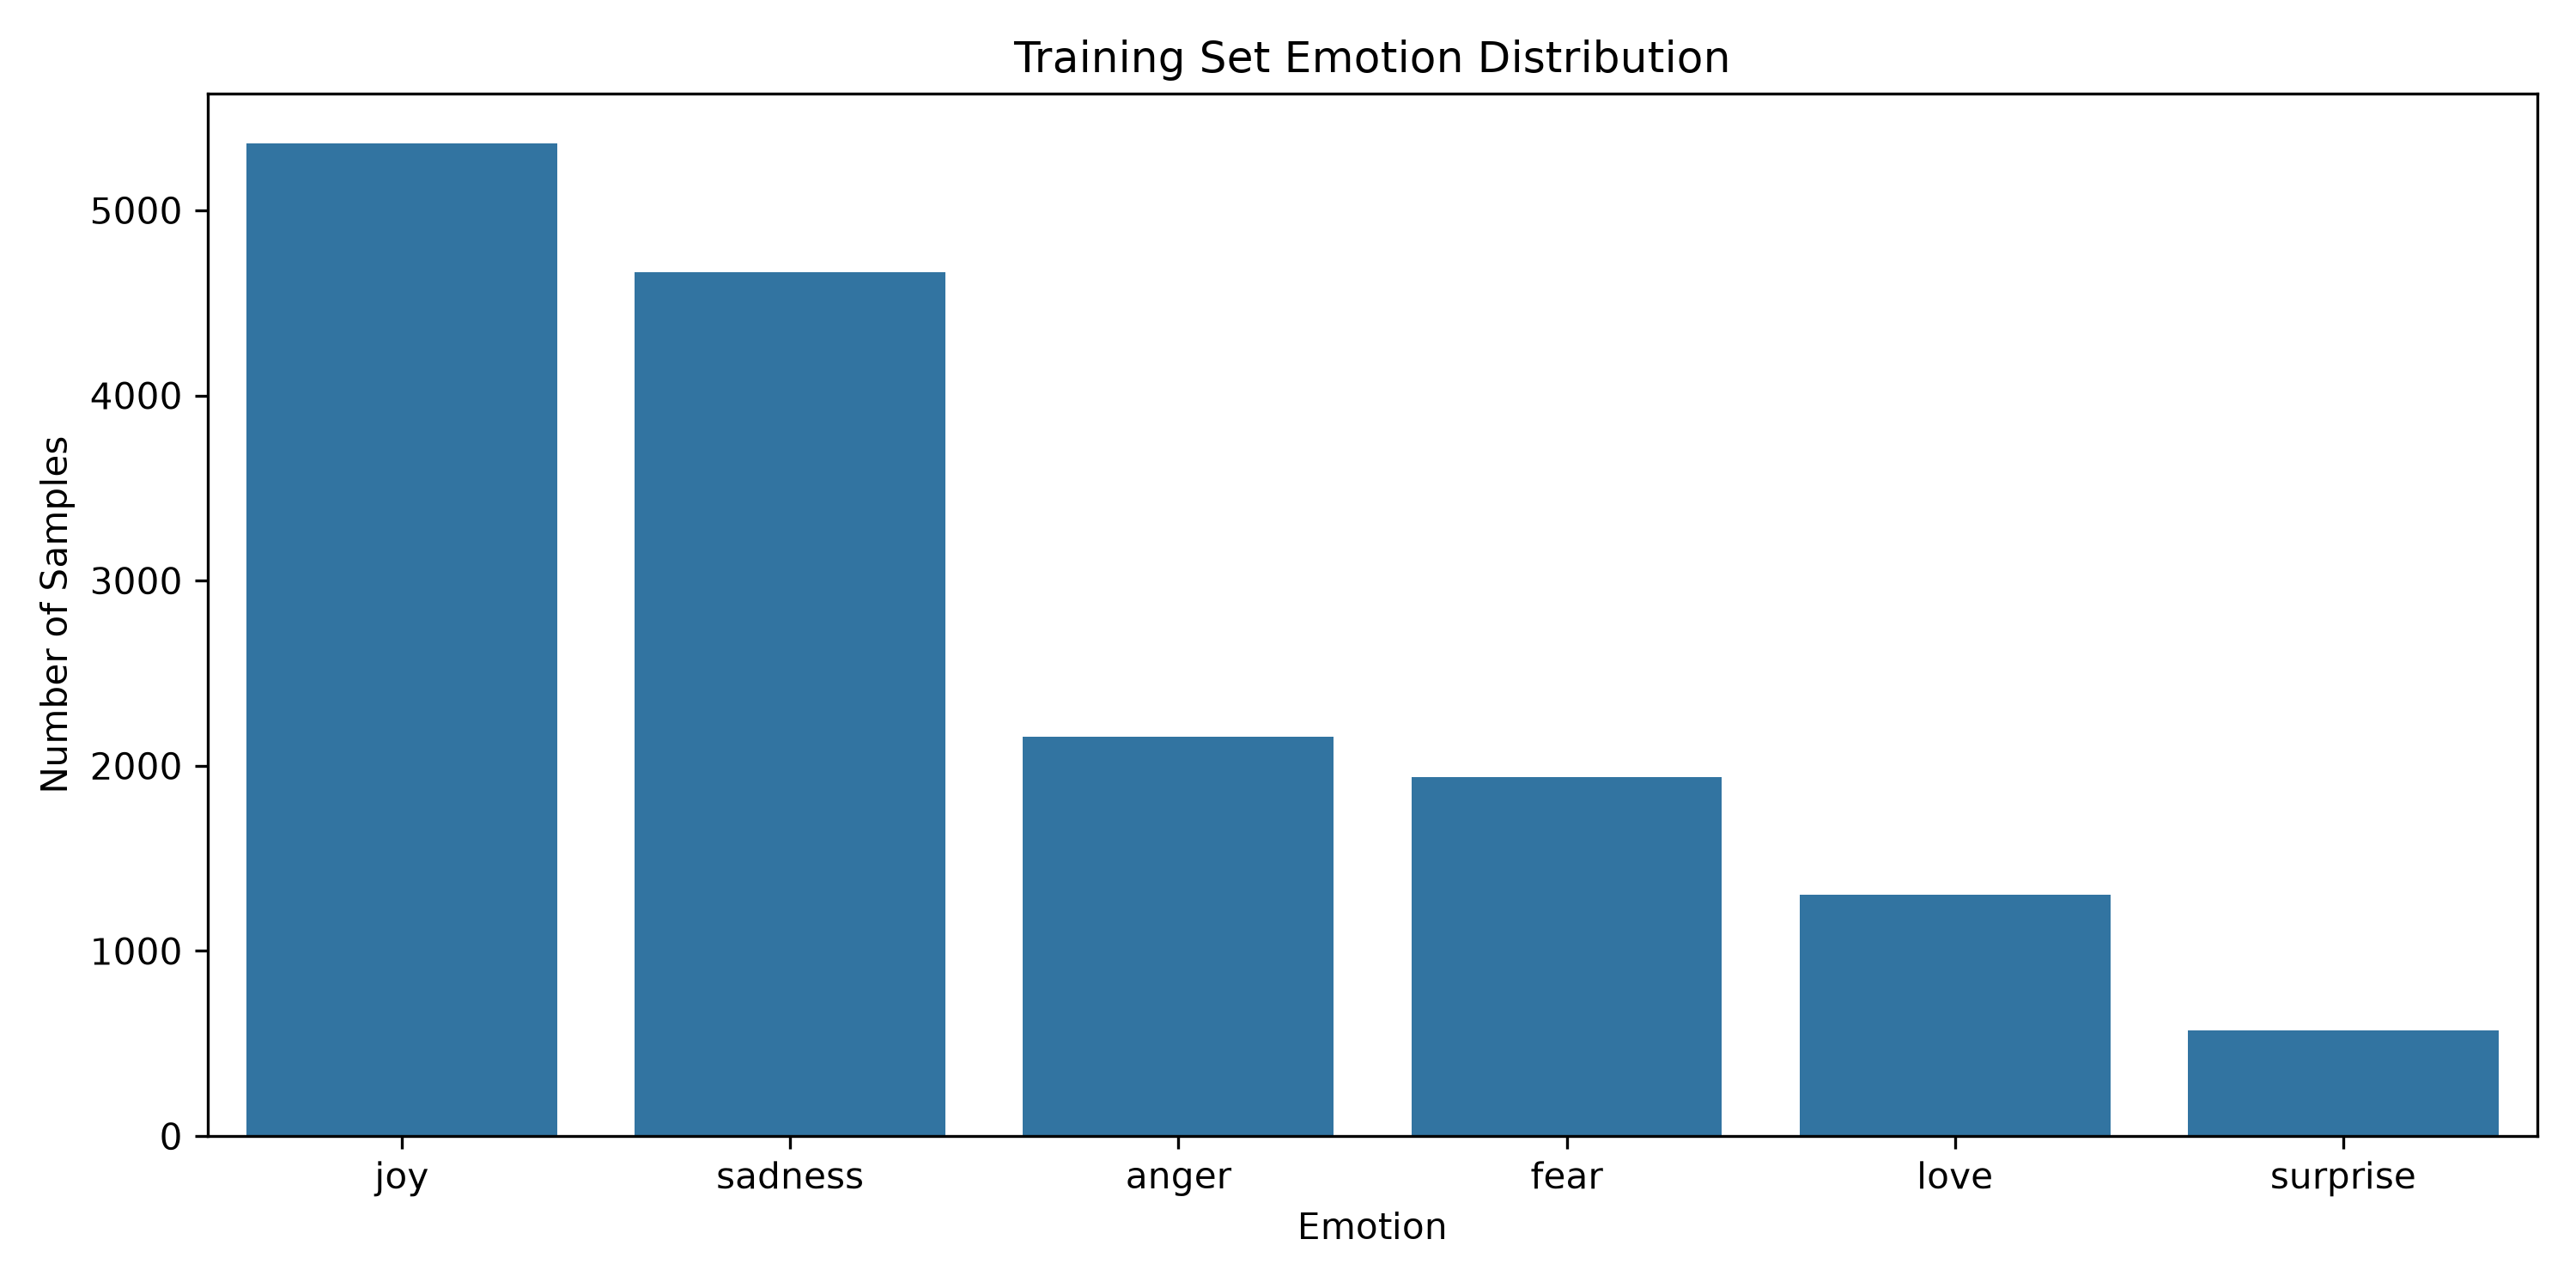 Training Set Emotion Distribution
Number of Samples
5000
4000
3000
2000
1000
0
joy sadness anger fear love surprise
Emotion